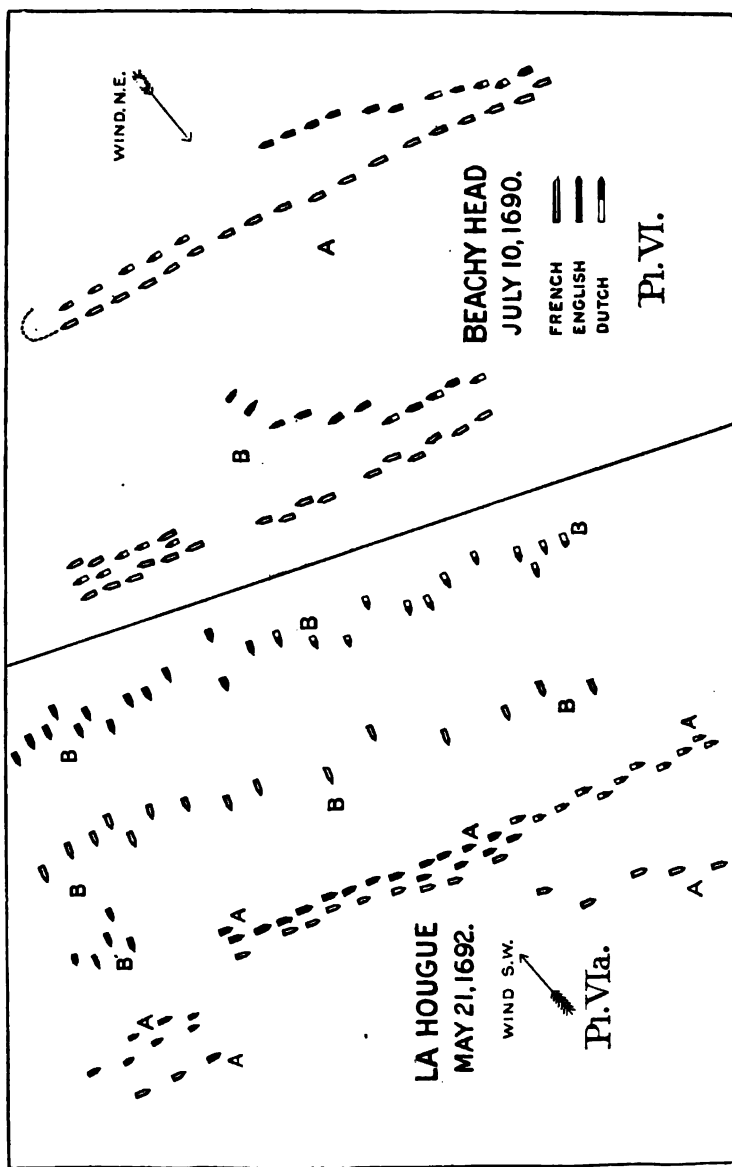 WIND. N.E.
A
BEACHY HEAD
JULY 10, 1690.
FRENCH
ENGLISH
DUTCH
Pl. VI.
B
B
B
B
B
B
B
B'
A
A
A
A
A
A
LA HOUGUE
MAY 21, 1692.
WIND S.W.
Pl. VIa.